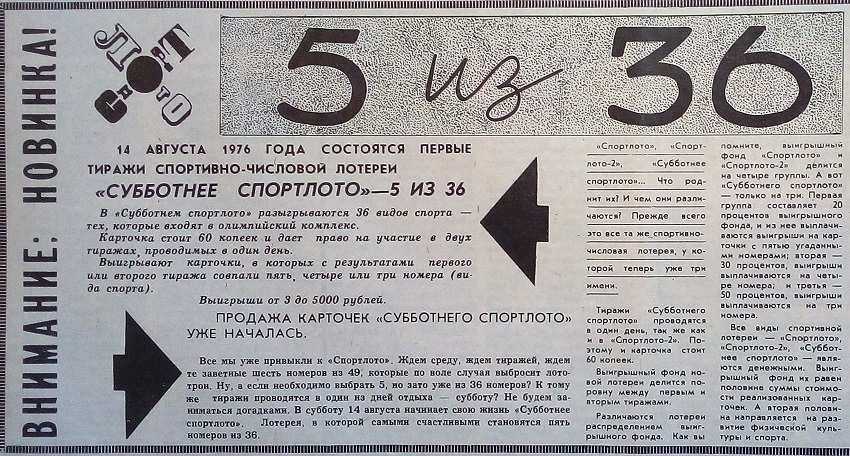 ВНИМАНИЕ: НОВИНКА!
СПОРТ
ЛОТО
5 из 36
14 АВГУСТА 1976 ГОДА СОСТОЯТСЯ ПЕРВЫЕ
ТИРАЖИ СПОРТИВНО-ЧИСЛОВОЙ ЛОТЕРЕИ
«СУББОТНЕЕ СПОРТЛОТО»—5 ИЗ 36
В «Субботнем спортлото» разыгрываются 36 видов спорта —
тех, которые входят в олимпийский комплекс.
Карточка стоит 60 копеек и дает право на участие в двух
тиражах, проводимых в один день.
Выигрывают карточки, в которых с результатами первого
или второго тиража совпали пять, четыре или три номера (ви-
да спорта).
Выигрыши от 3 до 5000 рублей.
ПРОДАЖА КАРТОЧЕК «СУББОТНЕГО СПОРТЛОТО»
УЖЕ НАЧАЛАСЬ.
Все мы уже привыкли к «Спортлото». Ждем среду, ждем тиражей, ждем
те заветные шесть номеров из 49, которые по воле случая выбросит лото-
трон. Ну, а если необходимо выбрать 5, но зато уже из 36 номеров? К тому
же тиражи проводятся в один из дней отдыха — субботу? Не будем за-
ниматься догадками. В субботу 14 августа начинает свою жизнь «Субботнее
спортлото». Лотерея, в которой самыми счастливыми становятся пять
номеров из 36.
«Спортлото», «Спорт-
лото-2», «Субботнее
спортлото»... Что род-
нит их? И чем они разли-
чаются? Прежде всего
это все та же спортивно-
числовая лотерея, у ко-
торой теперь уже три
имени.
Тиражи «Субботнего
спортлото» проводятся
в один день, так же как
и в «Спортлото-2». По-
этому и карточка стоит
60 копеек.
Выигрышный фонд но-
вой лотереи делится по-
ровну между первым и
вторым тиражами.
Различаются лотереи
распределением выиг-
рышного фонда. Как вы
помните, выигрышный
фонд «Спортлото» и
«Спортлото-2» делится
на четыре группы. А вот
«Субботнего спортлото»
— только на три. Первая
группа составляет 20
процентов выигрышного
фонда, и из нее выплачи-
ваются выигрыши на кар-
точки с пятью угаданны-
ми номерами; вторая —
30 процентов, выигрыши
выплачиваются на четы-
ре номера; и третья —
50 процентов, выигрыши
выплачиваются на три
номера.
Все виды спортивной
лотереи — «Спортлото»,
«Спортлото-2», «Суббот-
нее спортлото» — явля-
ются денежными. Выиг-
рышный фонд их равен
половине суммы стоимо-
сти реализованных кар-
точек. А вторая полови-
на направляется на раз-
витие физической куль-
туры и спорта.